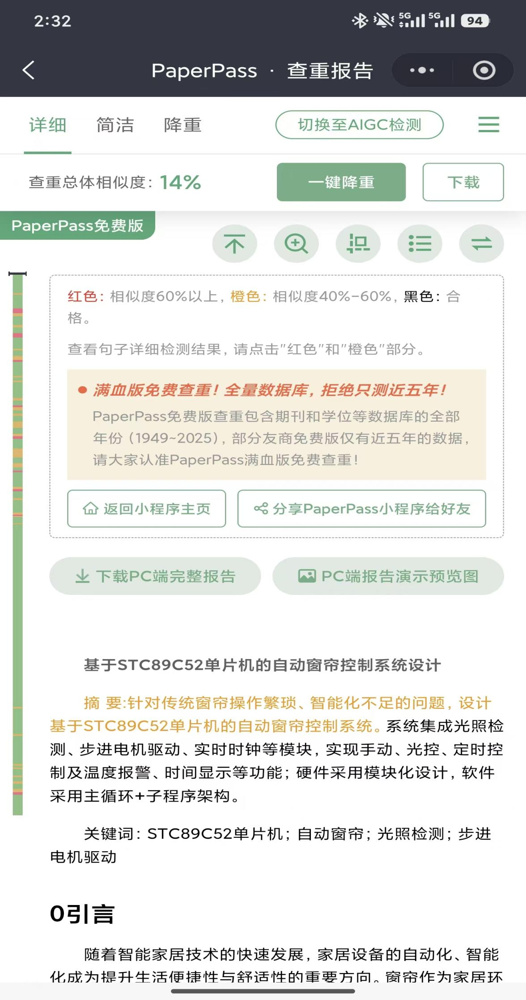 2:32
5G 5G 94
PaperPass · 查重报告
详细 简洁 降重 切换至AIGC检测
查重总体相似度: 14% 一键降重 下载
PaperPass免费版
红色: 相似度60%以上, 橙色: 相似度40%-60%, 黑色: 合
格。
查看句子详细检测结果, 请点击"红色"和"橙色"部分。
满血版免费查重! 全量数据库, 拒绝只测近五年!
PaperPass免费版查重包含期刊和学位等数据库的全部
年份 (1949~2025), 部分友商免费版仅有近五年的数据,
请大家认准PaperPass满血版免费查重!
返回小程序主页 分享PaperPass小程序给好友
下载PC端完整报告 PC端报告演示预览图
基于STC89C52单片机的自动窗帘控制系统设计
摘 要:针对传统窗帘操作繁琐、智能化不足的问题, 设计
基于STC89C52单片机的自动窗帘控制系统。系统集成光照检
测、步进电机驱动、实时时钟等模块, 实现手动、光控、定时控
制及温度报警、时间显示等功能; 硬件采用模块化设计, 软件
采用主循环+子程序架构。
关键词: STC89C52单片机; 自动窗帘; 光照检测; 步进
电机驱动
0引言
随着智能家居技术的快速发展, 家居设备的自动化、智能
化成为提升生活便捷性与舒适性的重要方向。窗帘作为家居环